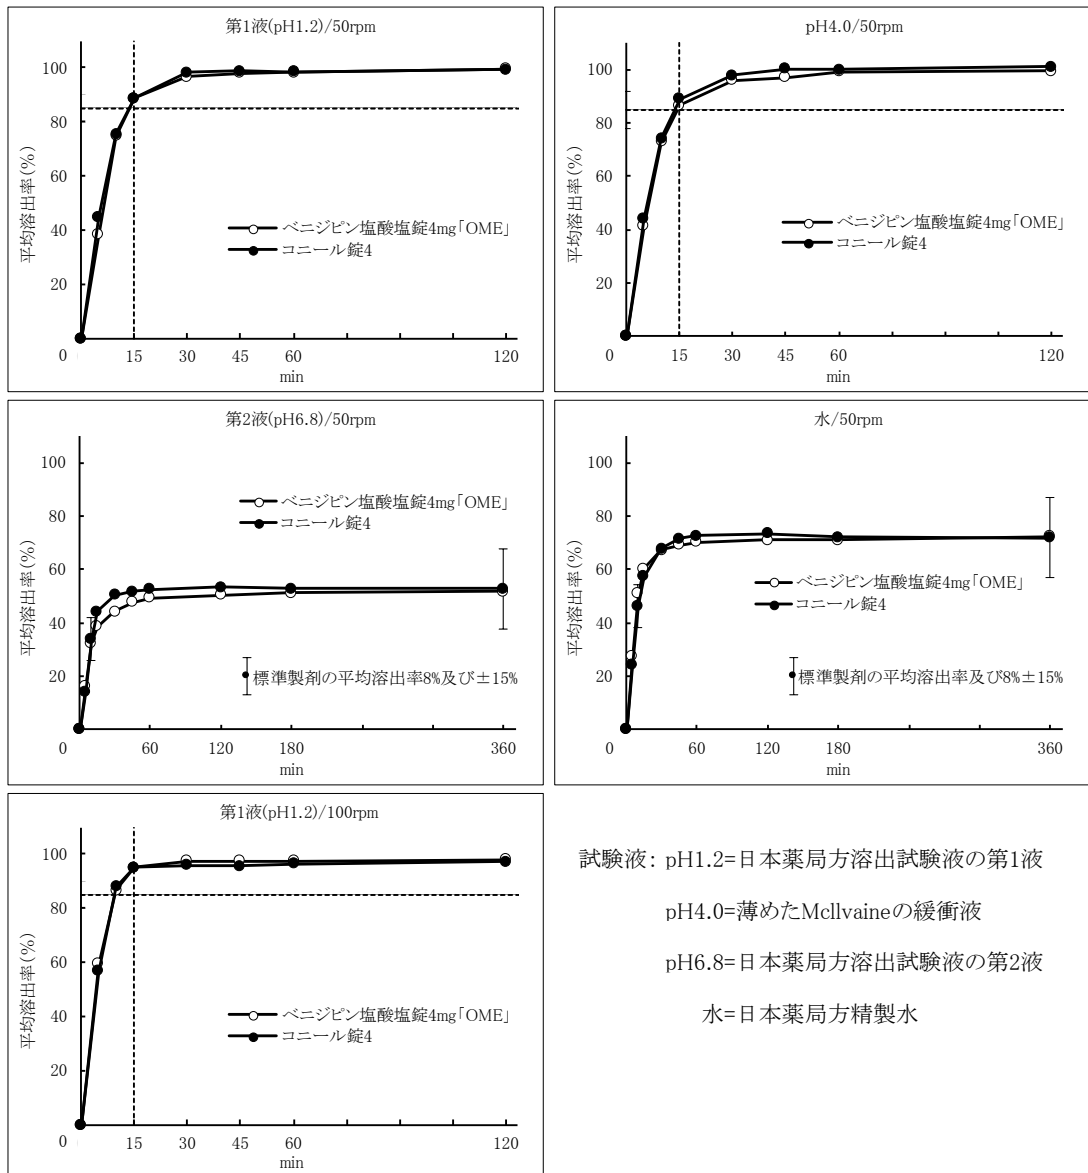 第1液(pH1.2)/50rpm
平均溶出率(%)
100
80
60
40
20
0
15
30
45
60
120
min
ベニジピン塩酸塩錠4mg「OME」
コニール錠4
pH4.0/50rpm
平均溶出率(%)
100
80
60
40
20
0
15
30
45
60
120
min
ベニジピン塩酸塩錠4mg「OME」
コニール錠4
第2液(pH6.8)/50rpm
平均溶出率(%)
100
80
60
40
20
0
60
120
180
360
min
ベニジピン塩酸塩錠4mg「OME」
コニール錠4
標準製剤の平均溶出率8%及び±15%
水/50rpm
平均溶出率(%)
100
80
60
40
20
0
60
120
180
360
min
ベニジピン塩酸塩錠4mg「OME」
コニール錠4
標準製剤の平均溶出率及び8%±15%
第1液(pH1.2)/100rpm
平均溶出率(%)
100
80
60
40
20
0
15
30
45
60
120
min
ベニジピン塩酸塩錠4mg「OME」
コニール錠4
試験液: pH1.2=日本薬局方溶出試験液の第1液
pH4.0=薄めたMcllvaineの緩衝液
pH6.8=日本薬局方溶出試験液の第2液
水=日本薬局方精製水